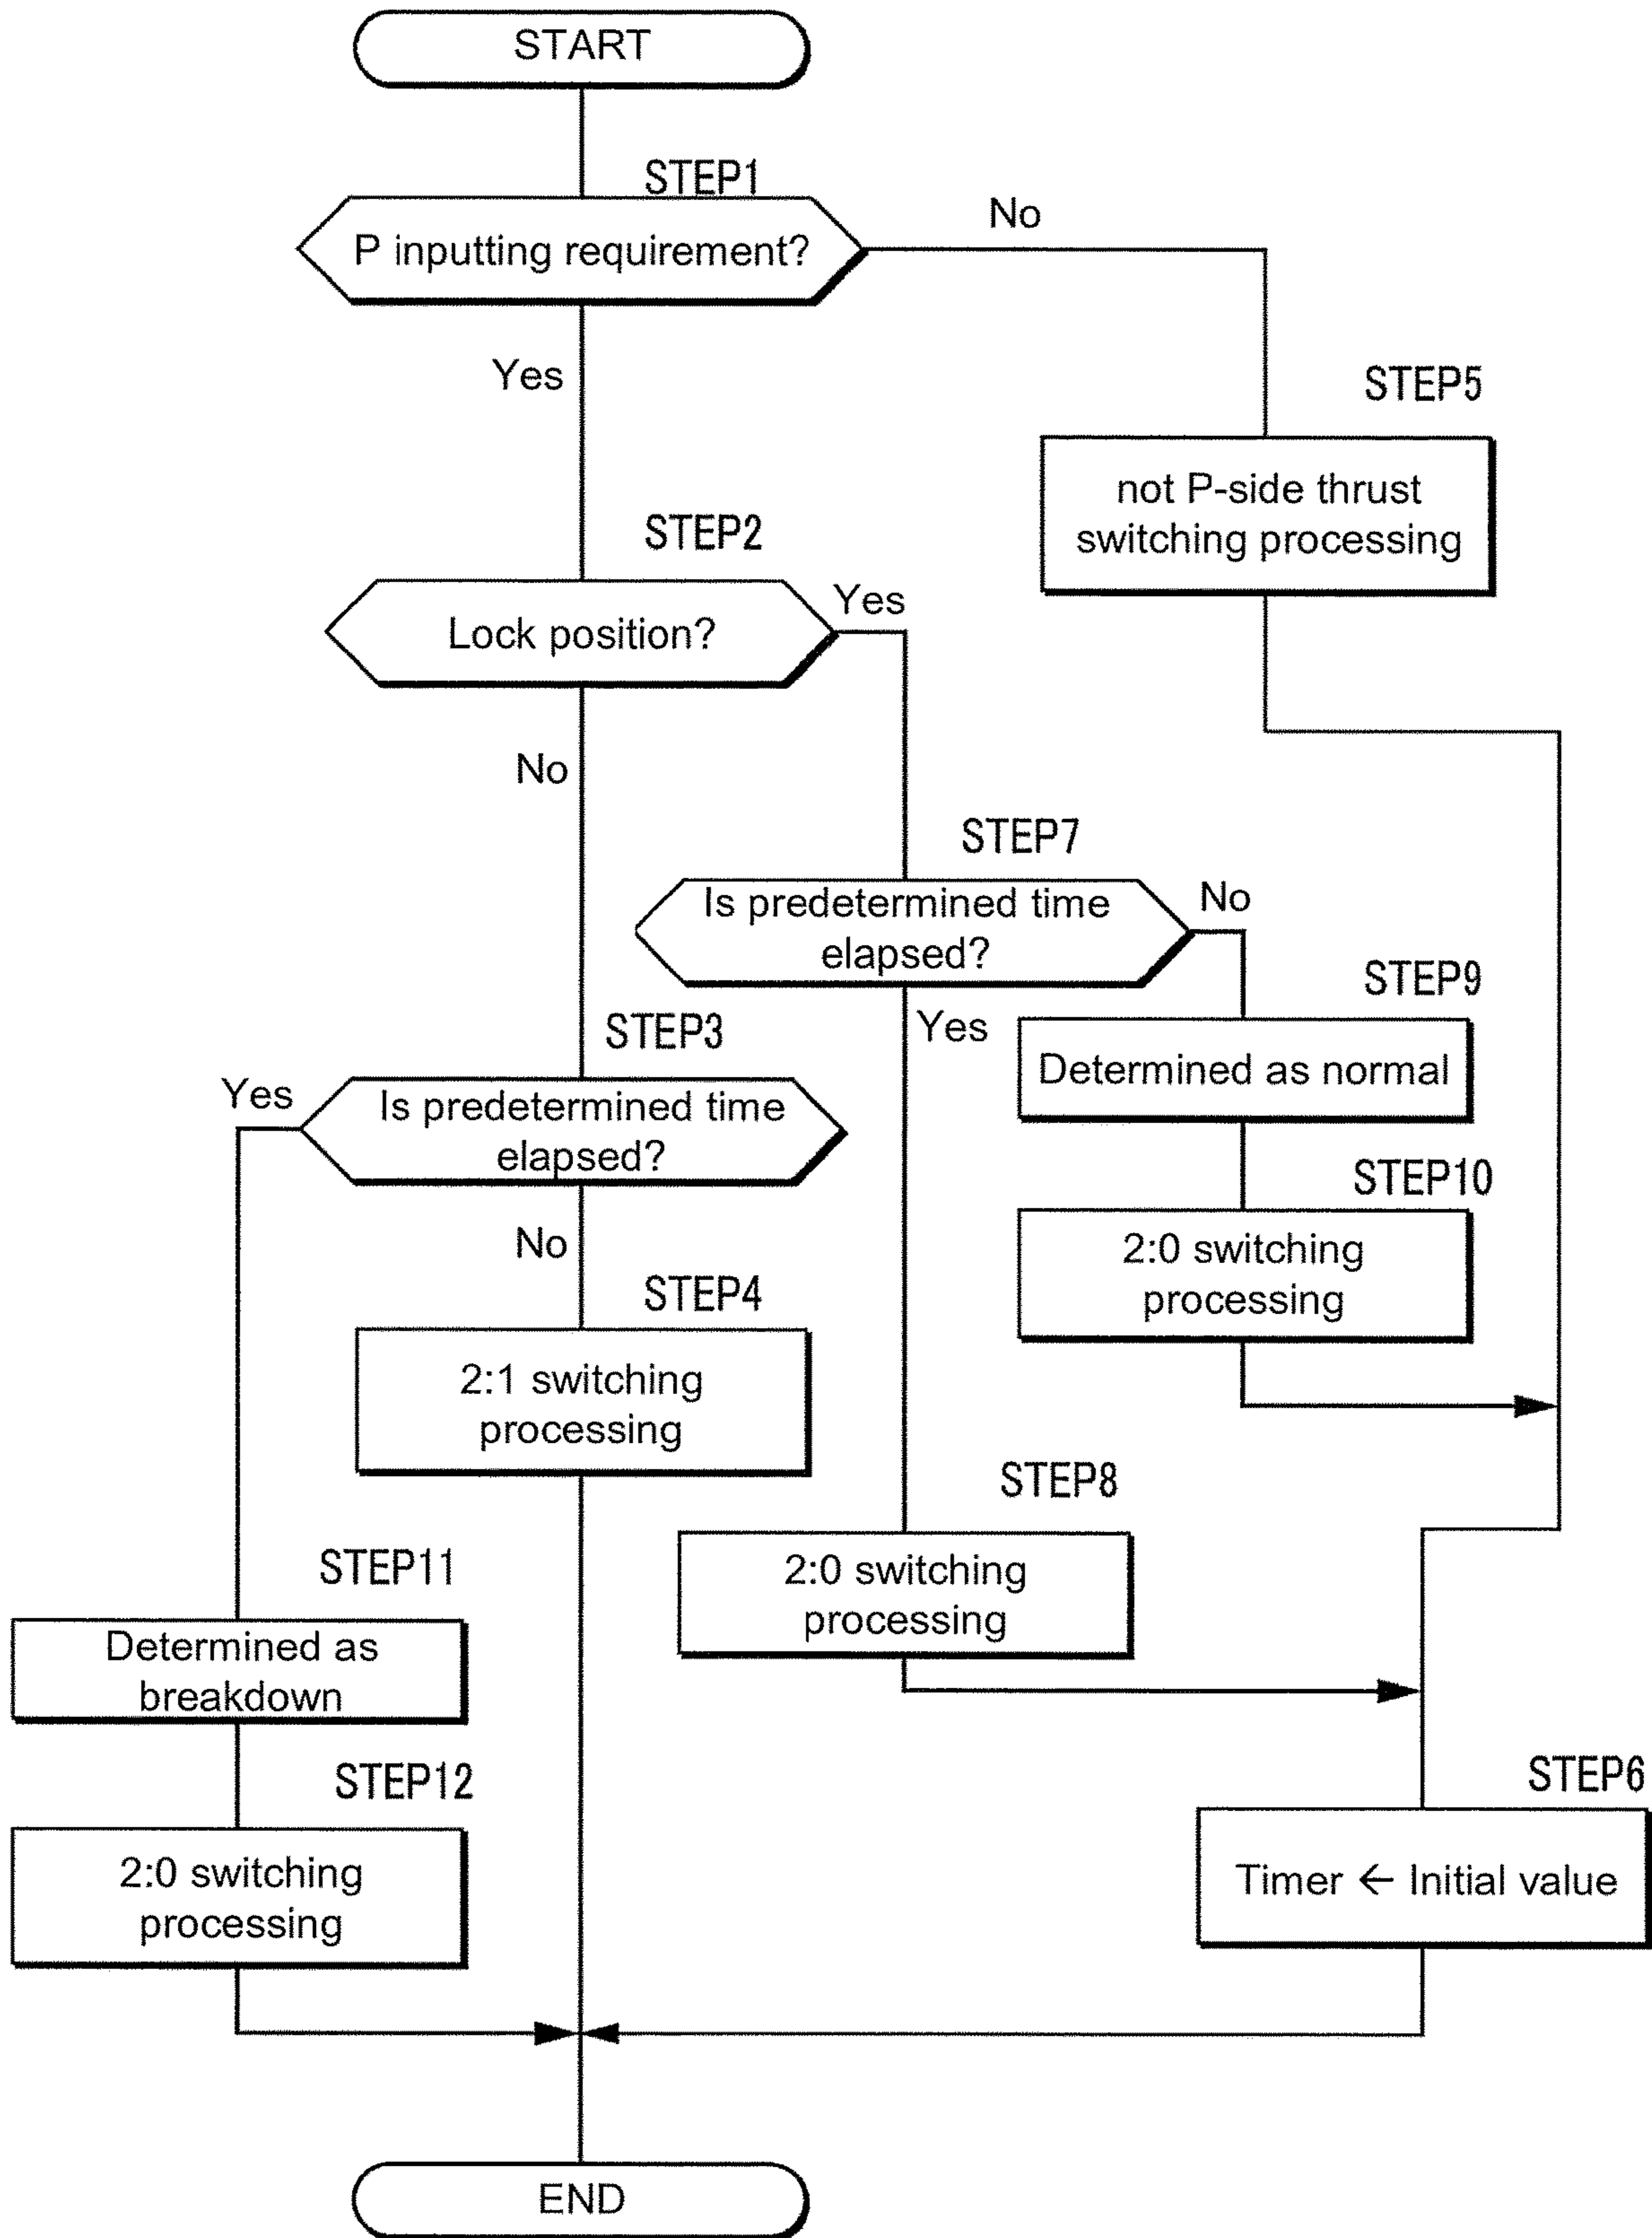 START
STEP1
P inputting requirement?
No
Yes
STEP5
not P-side thrust
switching processing
STEP2
Lock position?
Yes
No
STEP7
Is predetermined time
elapsed?
No
STEP9
Determined as normal
Yes
STEP3
Is predetermined time
elapsed?
Yes
No
STEP10
2:0 switching
processing
STEP4
2:1 switching
processing
STEP8
2:0 switching
processing
STEP11
Determined as
breakdown
STEP12
2:0 switching
processing
STEP6
Timer ← Initial value
END